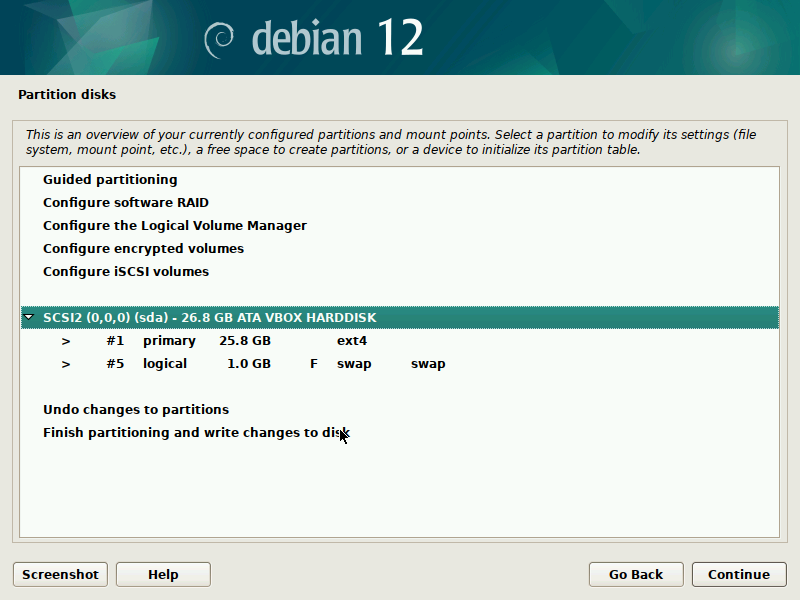 debian 12
Partition disks
This is an overview of your currently configured partitions and mount points. Select a partition to modify its settings (file
system, mount point, etc.), a free space to create partitions, or a device to initialize its partition table.
Guided partitioning
Configure software RAID
Configure the Logical Volume Manager
Configure encrypted volumes
Configure iSCSI volumes
SCSI2 (0,0,0) (sda) - 26.8 GB ATA VBOX HARDDISK
> #1 primary 25.8 GB ext4
> #5 logical 1.0 GB F swap swap
Undo changes to partitions
Finish partitioning and write changes to disk
Screenshot Help Go Back Continue